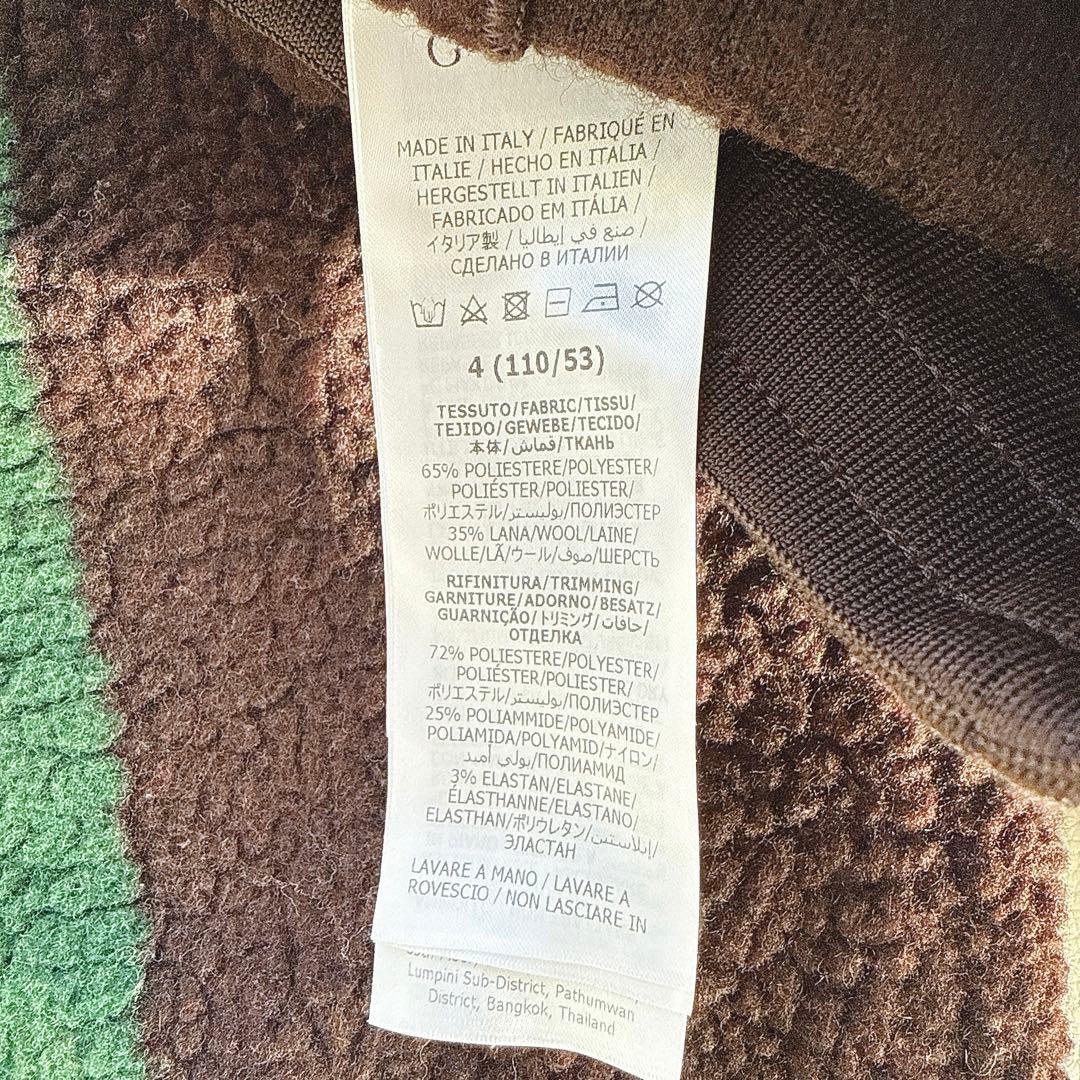 MADE IN ITALY / FABRIQUÉ EN
ITALIE / HECHO EN ITALIA /
HERGESTELLT IN ITALIEN /
FABRICADO EM ITÁLIA /
イタリア製 / صنع في إيطاليا /
СДЕЛАНО В ИТАЛИИ
4 (110/53)
TESSUTO/FABRIC/TISSU/
TEJIDO/GEWEBE/TECIDO/
本体/قماش/ТКАНЬ
65% POLIESTERE/POLYESTER/
POLIÉSTER/POLIESTER/
ポリエステル/بوليستر/ПОЛИЭСТЕР
35% LANA/WOOL/LAINE/
WOLLE/LÃ/ウール/صوف/ШЕРСТЬ
RIFINITURA/TRIMMING/
GARNITURE/ADORNO/BESATZ/
GUARNIÇÃO/トリミング/حافات/
ОТДЕЛКА
72% POLIESTERE/POLYESTER/
POLIÉSTER/POLIESTER/
ポリエステル/بوليستر/ПОЛИЭСТЕР
25% POLIAMMIDE/POLYAMIDE/
POLIAMIDA/POLYAMID/ナイロン/
بولي أميد/ПОЛИАМИД
3% ELASTAN/ELASTANE/
ÉLASTHANNE/ELASTANO/
ELASTHAN/ポリウレタン/إيلاستين/
ЭЛАСТАН
LAVARE A MANO / LAVARE A
ROVESCIO / NON LASCIARE IN
Lumpini Sub-District, Pathumwan
District, Bangkok, Thailand